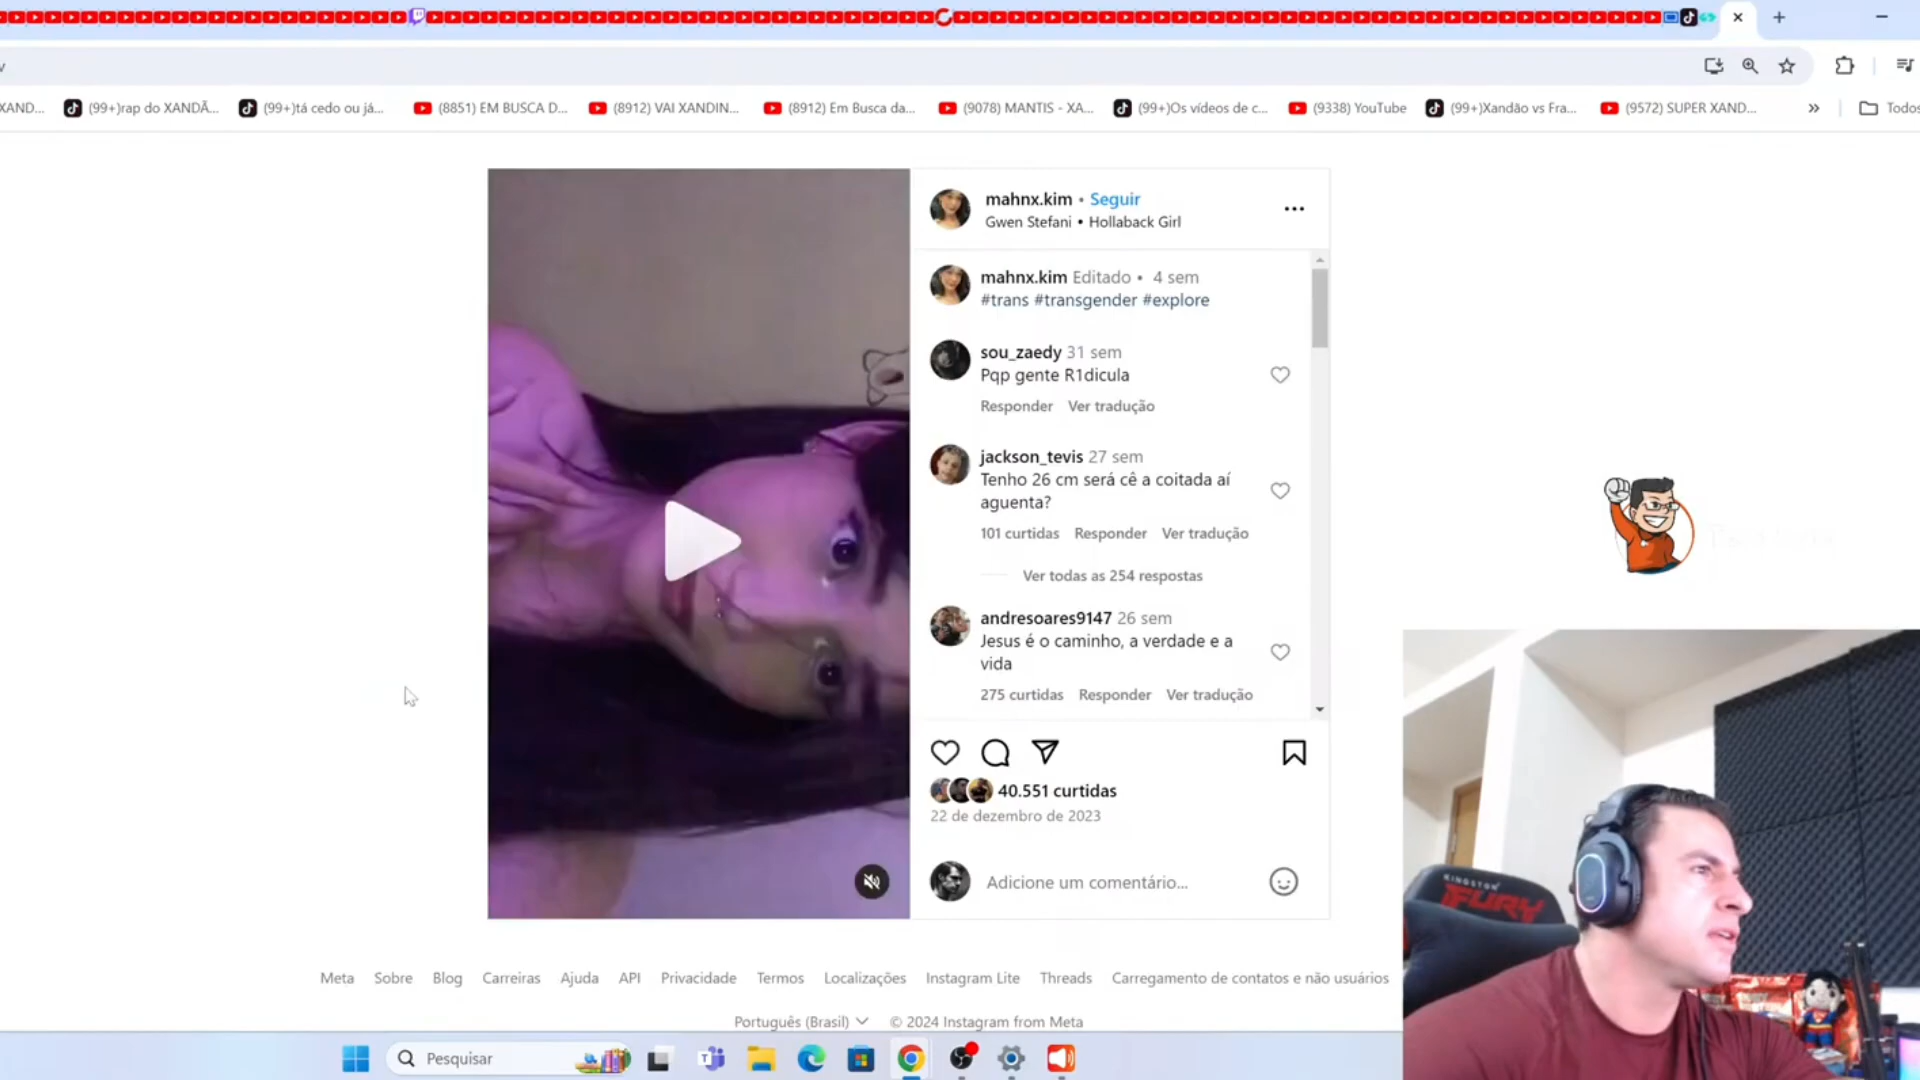 XAND...
(99+)rap do XANDÃ...
(99+)tá cedo ou já...
(8851) EM BUSCA D...
(8912) VAI XANDIN...
(8912) Em Busca da...
(9078) MANTIS - XA...
(99+)Os vídeos de c...
(9338) YouTube
(99+)Xandão vs Fra...
(9572) SUPER XAND...
»
Todos
mahnx.kim • Seguir
Gwen Stefani • Hollaback Girl
mahnx.kim Editado • 4 sem
#trans #transgender #explore
sou_zaedy 31 sem
Pqp gente R1dicula
Responder Ver tradução
jackson_tevis 27 sem
Tenho 26 cm será cê a coitada aí
aguenta?
101 curtidas Responder Ver tradução
Ver todas as 254 respostas
andresoares9147 26 sem
Jesus é o caminho, a verdade e a
vida
275 curtidas Responder Ver tradução
40.551 curtidas
22 de dezembro de 2023
Adicione um comentário...
KINGSTON
FURY
Meta Sobre Blog Carreiras Ajuda API Privacidade Termos Localizações Instagram Lite Threads Carregamento de contatos e não usuários
Português (Brasil) © 2024 Instagram from Meta
Pesquisar